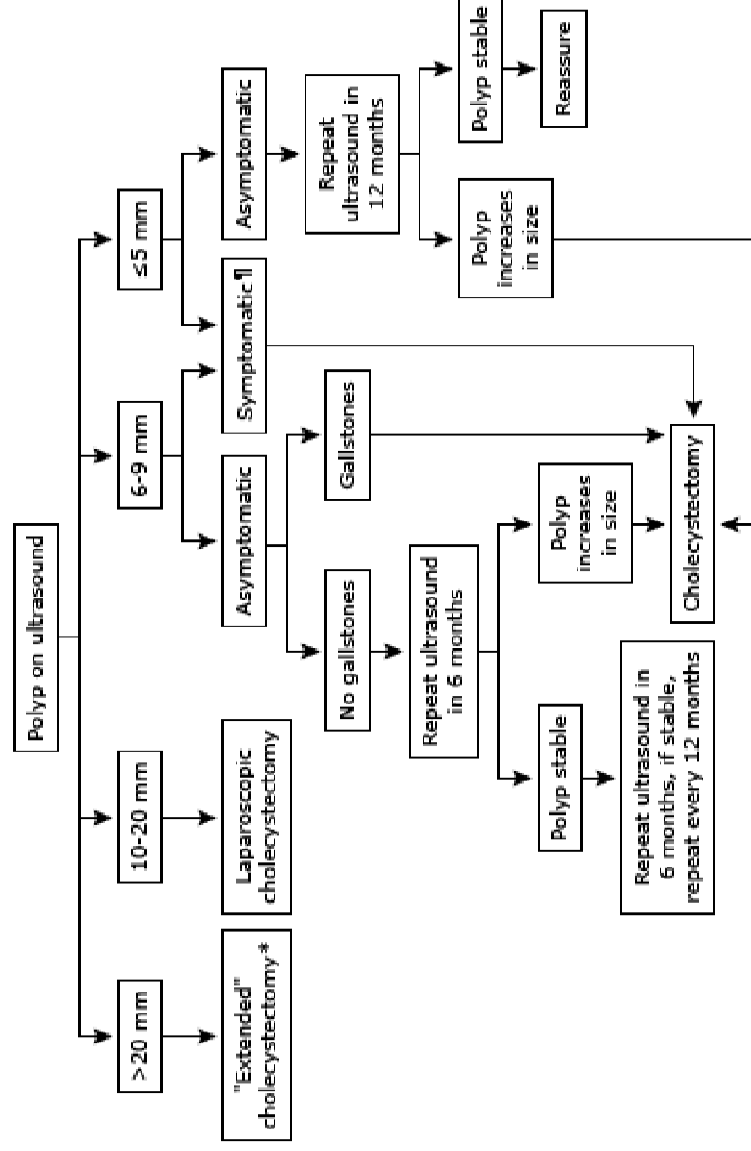 Polyp on ultrasound
>20 mm
10-20 mm
6-9 mm
≤5 mm
"Extended"
cholecystectomy*
Laparoscopic
cholecystectomy
Asymptomatic
Symptomatic¶
Asymptomatic
No gallstones
Gallstones
Repeat
ultrasound in
12 months
Repeat ultrasound
in 6 months
Polyp
increases
in size
Polyp stable
Polyp stable
Polyp
increases
in size
Reassure
Repeat ultrasound in
6 months, if stable,
repeat every 12 months
Cholecystectomy